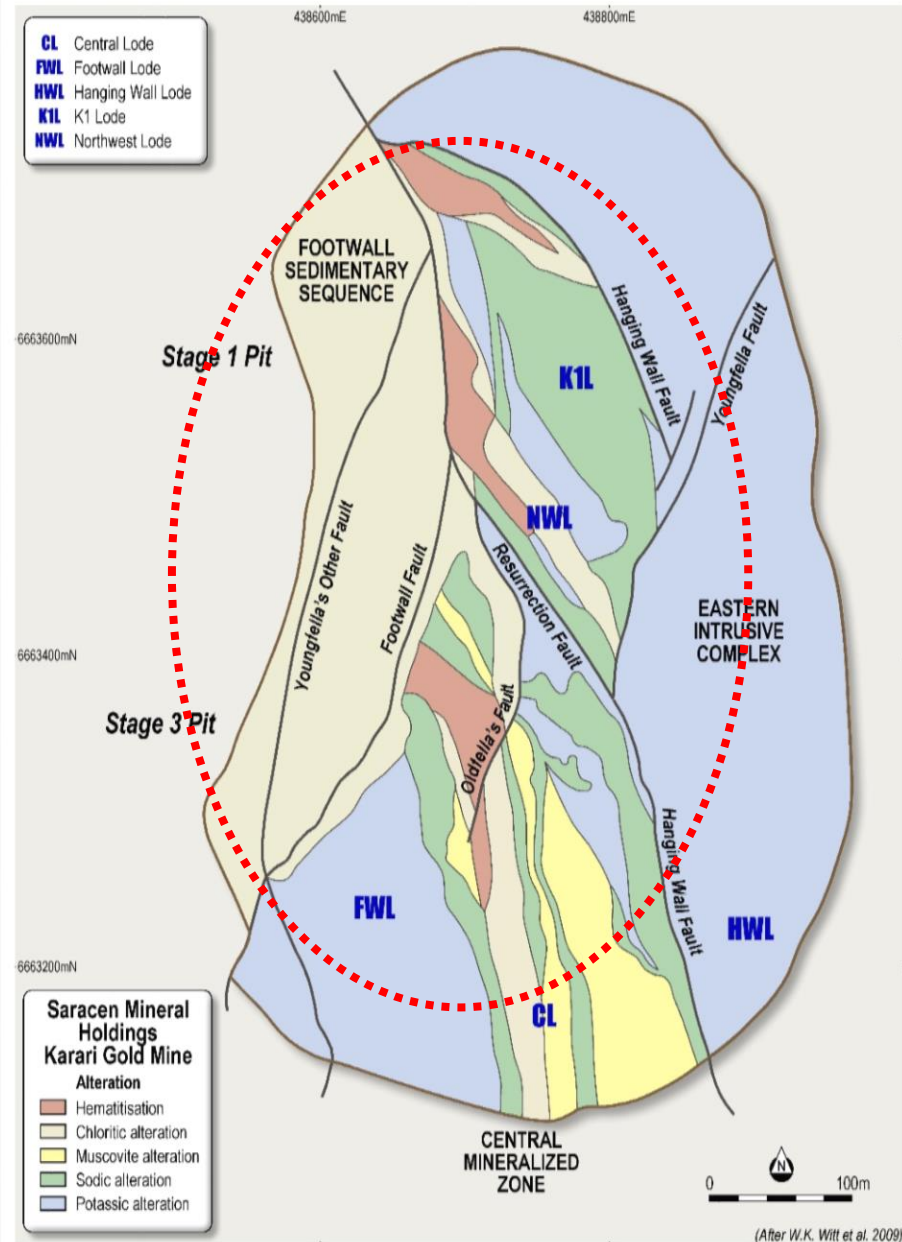 438600mE
438800mE
CL Central Lode
FWL Footwall Lode
HWL Hanging Wall Lode
K1L K1 Lode
NWL Northwest Lode
FOOTWALL
SEDIMENTARY
SEQUENCE
Hanging Wall Fault
Youngfella Fault
6663600mN
Stage 1 Pit
K1L
NWL
Youngfella's Other Fault
Footwall Fault
Resurrection Fault
EASTERN
INTRUSIVE
COMPLEX
6663400mN
Stage 3 Pit
Oldfella's Fault
Hanging Wall Fault
FWL
HWL
6663200mN
CL
Saracen Mineral
Holdings
Karari Gold Mine
Alteration
Hematitisation
Chloritic alteration
Muscovite alteration
Sodic alteration
Potassic alteration
CENTRAL
MINERALIZED
ZONE
N
0 100m
(After W.K. Witt et al. 2009)